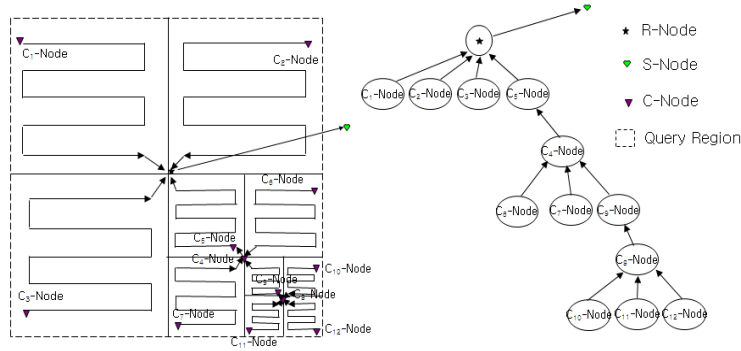 C₁-Node
C₂-Node
C₆-Node
C₅-Node
C₄-Node
C₁₀-Node
C₉-Node
C₈-Node
C₃-Node
C₇-Node
C₁₂-Node
C₁₁-Node
C₁-Node
C₂-Node
C₃-Node
C₅-Node
C₄-Node
C₆-Node
C₇-Node
C₉-Node
C₈-Node
C₁₀-Node
C₁₁-Node
C₁₂-Node
R-Node
S-Node
C-Node
Query Region